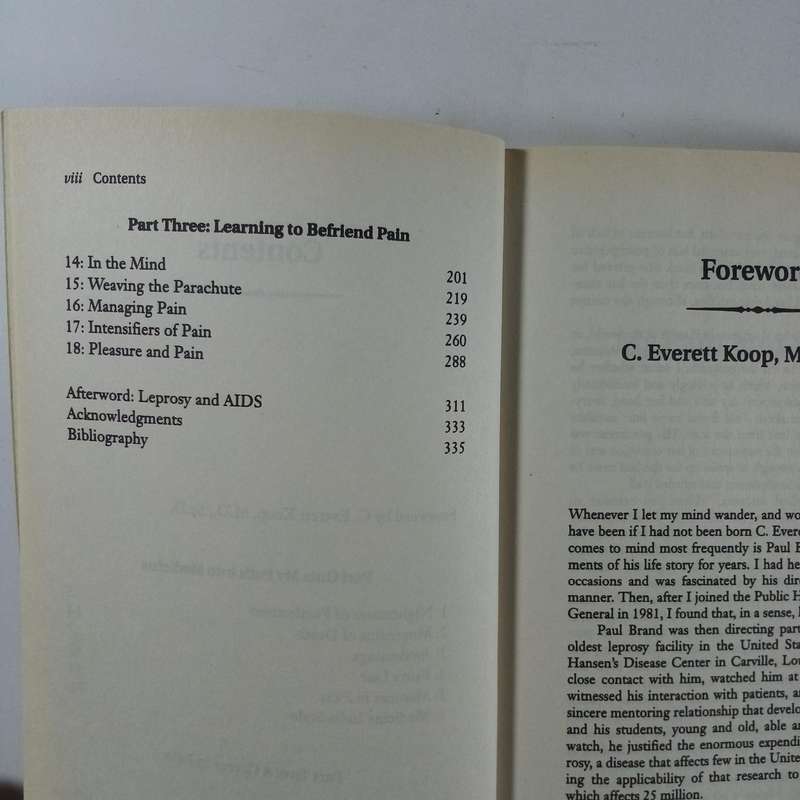 viii Contents
Part Three: Learning to Befriend Pain
14: In the Mind 201
15: Weaving the Parachute 219
16: Managing Pain 239
17: Intensifiers of Pain 260
18: Pleasure and Pain 288
Afterword: Leprosy and AIDS 311
Acknowledgments 333
Bibliography 335
Forewor
C. Everett Koop, M
Whenever I let my mind wander, and wo
have been if I had not been born C. Ever
comes to mind most frequently is Paul B
ments of his life story for years. I had he
occasions and was fascinated by his dir
manner. Then, after I joined the Public H
General in 1981, I found that, in a sense,
Paul Brand was then directing part
oldest leprosy facility in the United Sta
Hansen's Disease Center in Carville, Lou
close contact with him, watched him at
witnessed his interaction with patients, a
sincere mentoring relationship that develo
and his students, young and old, able a
watch, he justified the enormous expendi
rosy, a disease that affects few in the Unite
ing the applicability of that research to
which affects 25 million.